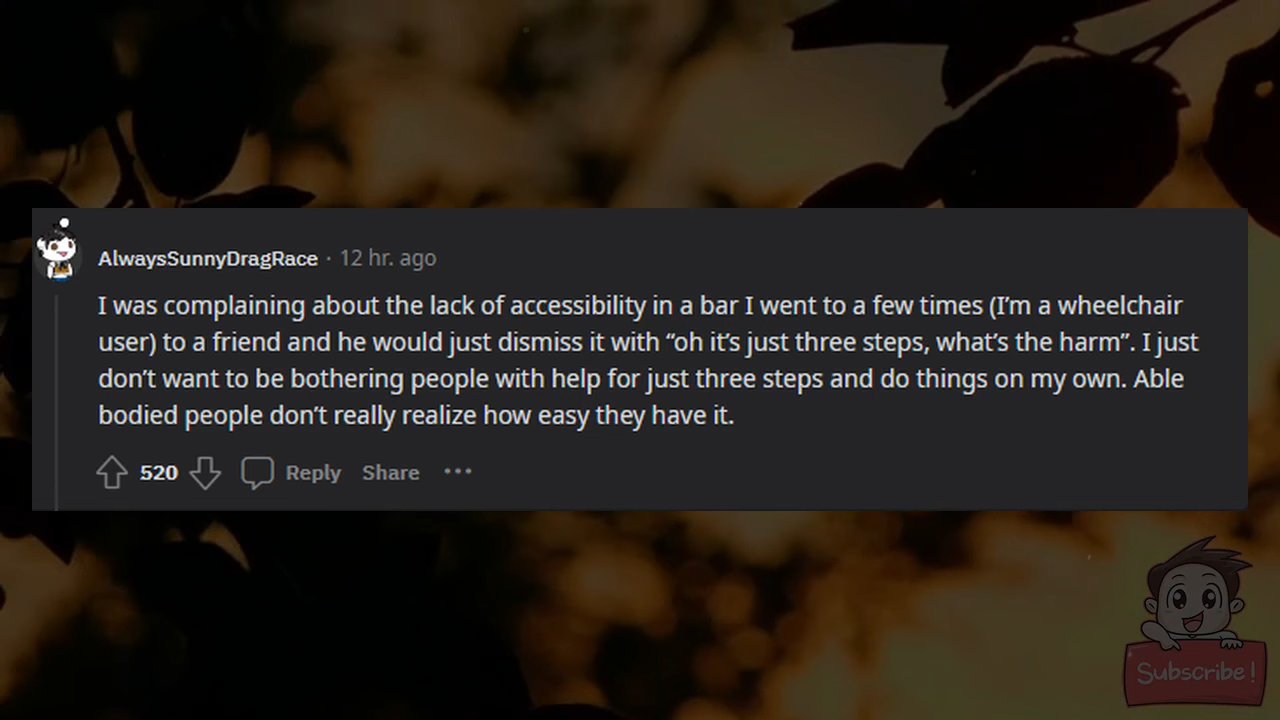 AlwaysSunnyDragRace · 12 hr. ago
I was complaining about the lack of accessibility in a bar I went to a few times (I’m a wheelchair
user) to a friend and he would just dismiss it with “oh it’s just three steps, what’s the harm”. I just
don’t want to be bothering people with help for just three steps and do things on my own. Able
bodied people don’t really realize how easy they have it.
520 Reply Share ···
Subscribe!